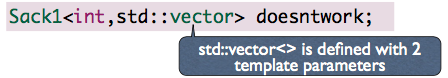 Sack1<int,std::vector> doesntwork;
std::vector<> is defined with 2
template parameters